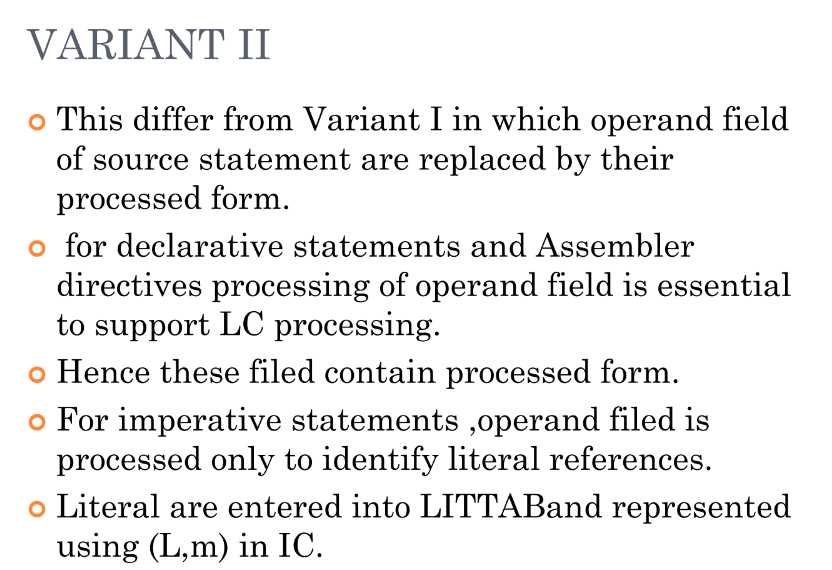 VARIANT II
This differ from Variant I in which operand field
of source statement are replaced by their
processed form.
for declarative statements and Assembler
directives processing of operand field is essential
to support LC processing.
Hence these filed contain processed form.
For imperative statements ,operand filed is
processed only to identify literal references.
Literal are entered into LITTABand represented
using (L,m) in IC.